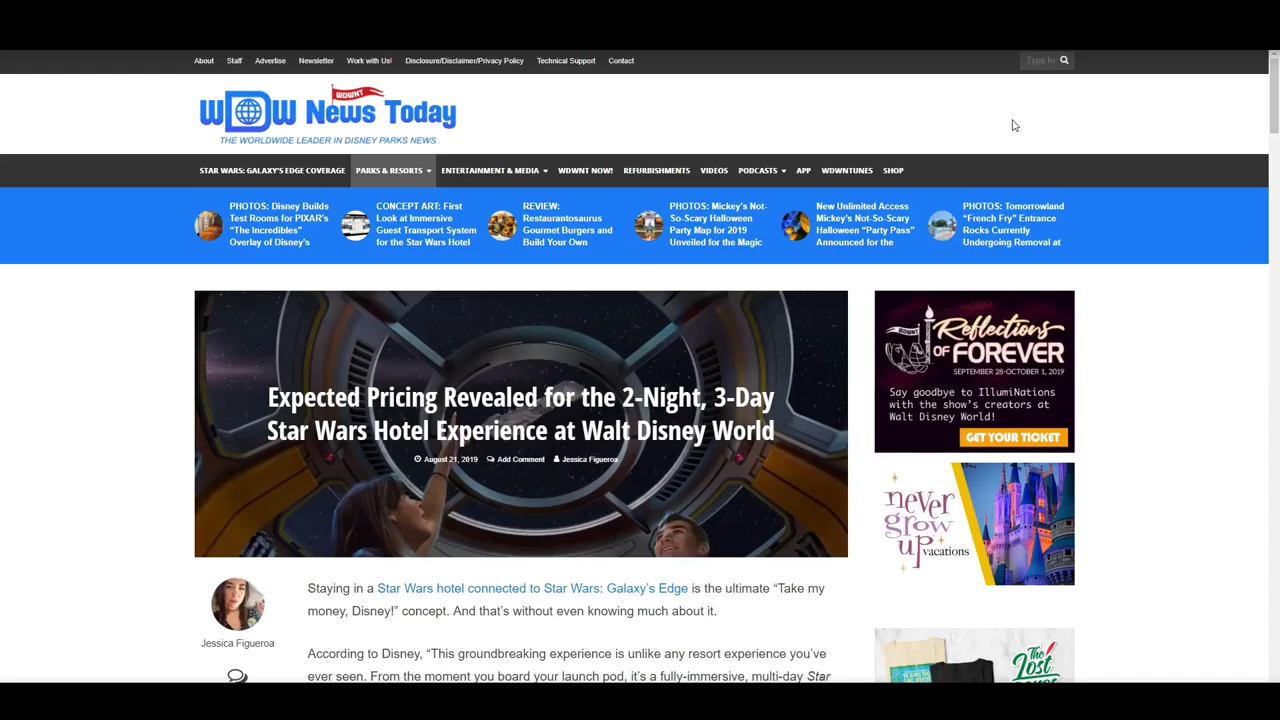 About Staff Advertise Newsletter Work with Us! Disclosure/Disclaimer/Privacy Policy Technical Support Contact
WDWNT
WDW News Today
THE WORLDWIDE LEADER IN DISNEY PARKS NEWS
STAR WARS: GALAXY'S EDGE COVERAGE PARKS & RESORTS ENTERTAINMENT & MEDIA WDWNT NOW! REFURBISHMENTS VIDEOS PODCASTS APP WDWNTUNES SHOP
PHOTOS: Disney Builds
Test Rooms for PIXAR's
"The Incredibles"
Overlay of Disney's
CONCEPT ART: First
Look at Immersive
Guest Transport System
for the Star Wars Hotel
REVIEW:
Restaurantosaurus
Gourmet Burgers and
Build Your Own
PHOTOS: Mickey's Not-
So-Scary Halloween
Party Map for 2019
Unveiled for the Magic
New Unlimited Access
Mickey's Not-So-Scary
Halloween "Party Pass"
Announced for the
PHOTOS: Tomorrowland
"French Fry" Entrance
Rocks Currently
Undergoing Removal at
Expected Pricing Revealed for the 2-Night, 3-Day
Star Wars Hotel Experience at Walt Disney World
August 21, 2019 Add Comment Jessica Figueroa
WDWNT
Reflections
OF FOREVER
SEPTEMBER 28-OCTOBER 1, 2019
Say goodbye to IllumiNations
with the show's creators at
Walt Disney World!
GET YOUR TICKET
never
grow
up
vacations
Jessica Figueroa
Staying in a Star Wars hotel connected to Star Wars: Galaxy's Edge is the ultimate "Take my
money, Disney!" concept. And that's without even knowing much about it.
According to Disney, "This groundbreaking experience is unlike any resort experience you've
ever seen. From the moment you board your launch pod, it's a fully-immersive, multi-day Star
The
Lost